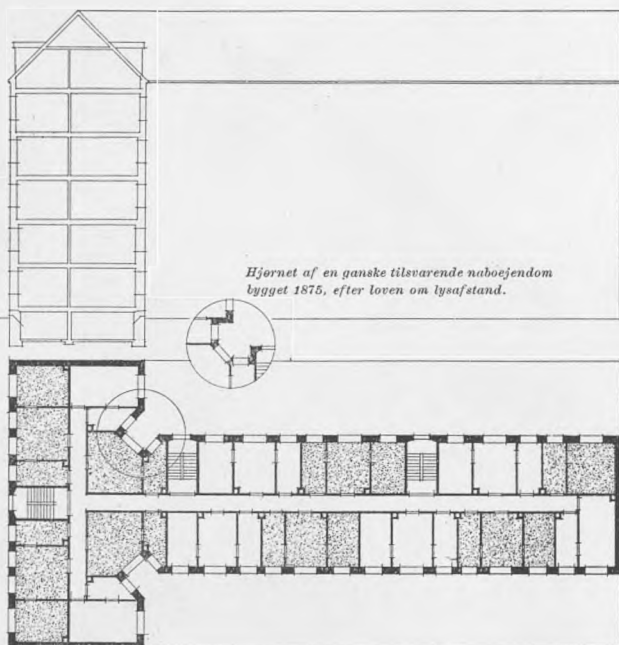 Hjørnet af en ganske tilsvarende naboejendom
bygget 1875, efter loven om lysafstand.